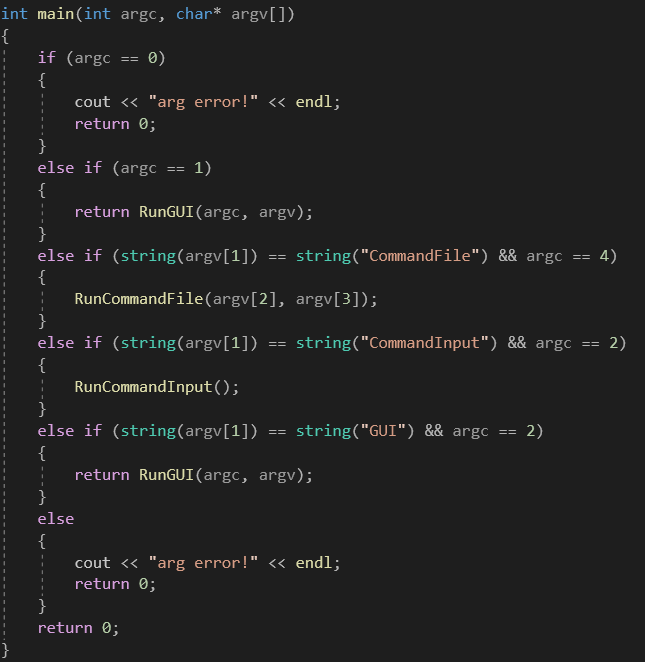 int main(int argc, char* argv[])
{
    if (argc == 0)
    {
        cout << "arg error!" << endl;
        return 0;
    }
    else if (argc == 1)
    {
        return RunGUI(argc, argv);
    }
    else if (string(argv[1]) == string("CommandFile") && argc == 4)
    {
        RunCommandFile(argv[2], argv[3]);
    }
    else if (string(argv[1]) == string("CommandInput") && argc == 2)
    {
        RunCommandInput();
    }
    else if (string(argv[1]) == string("GUI") && argc == 2)
    {
        return RunGUI(argc, argv);
    }
    else
    {
        cout << "arg error!" << endl;
        return 0;
    }
    return 0;
}